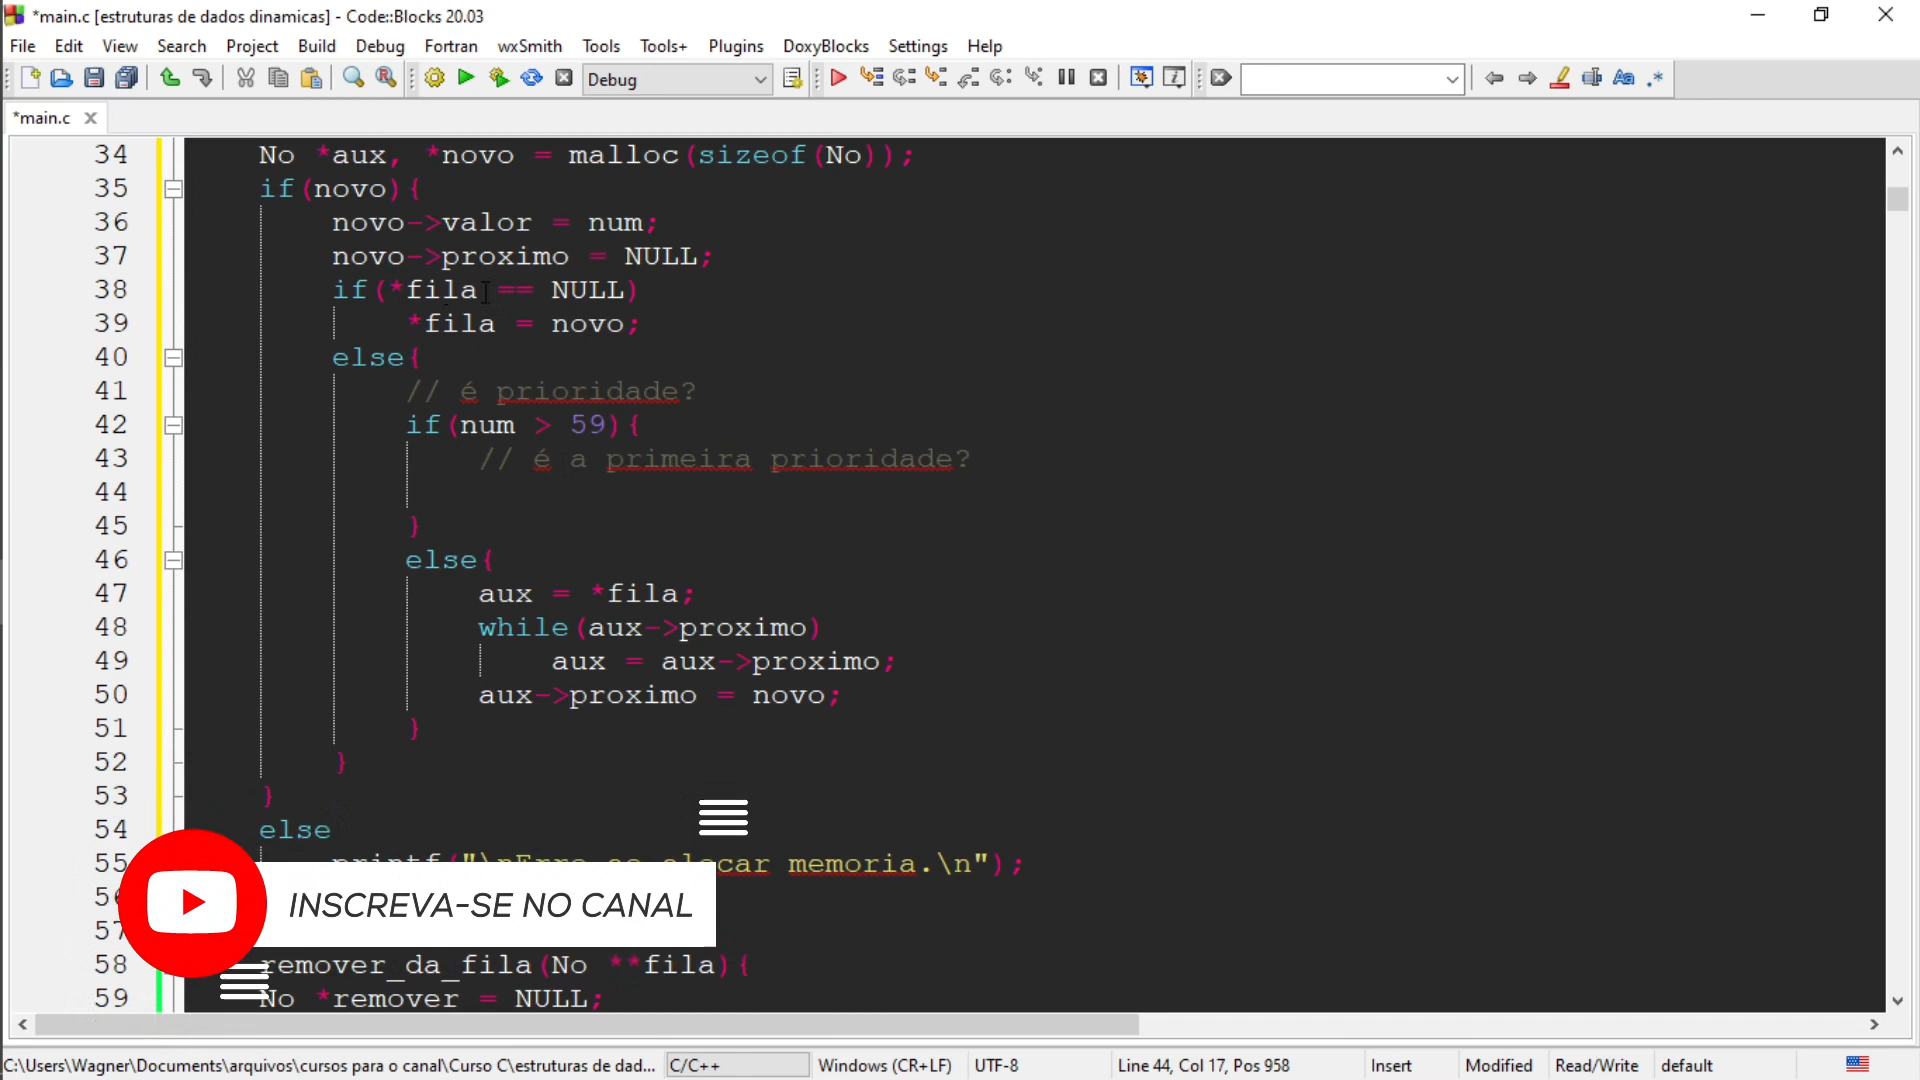 *main.c [estruturas de dados dinamicas] - Code::Blocks 20.03
File Edit View Search Project Build Debug Fortran wxSmith Tools Tools+ Plugins DoxyBlocks Settings Help
Debug
*main.c
34 No *aux, *novo = malloc(sizeof(No));
35 if(novo){
36 novo->valor = num;
37 novo->proximo = NULL;
38 if(*fila == NULL)
39 *fila = novo;
40 else{
41 // é prioridade?
42 if(num > 59){
43 // é a primeira prioridade?
44
45 }
46 else{
47 aux = *fila;
48 while(aux->proximo)
49 aux = aux->proximo;
50 aux->proximo = novo;
51 }
52 }
53 }
54 else
55 printf("\nErro ao alocar memoria.\n");
57
INSCREVA-SE NO CANAL
58 remover_da_fila(No **fila){
59 No *remover = NULL;
C:\Users\Wagner\Documents\arquivos\cursos para o canal\Curso C\estruturas de dad... C/C++ Windows (CR+LF) UTF-8 Line 44, Col 17, Pos 958 Insert Modified Read/Write default